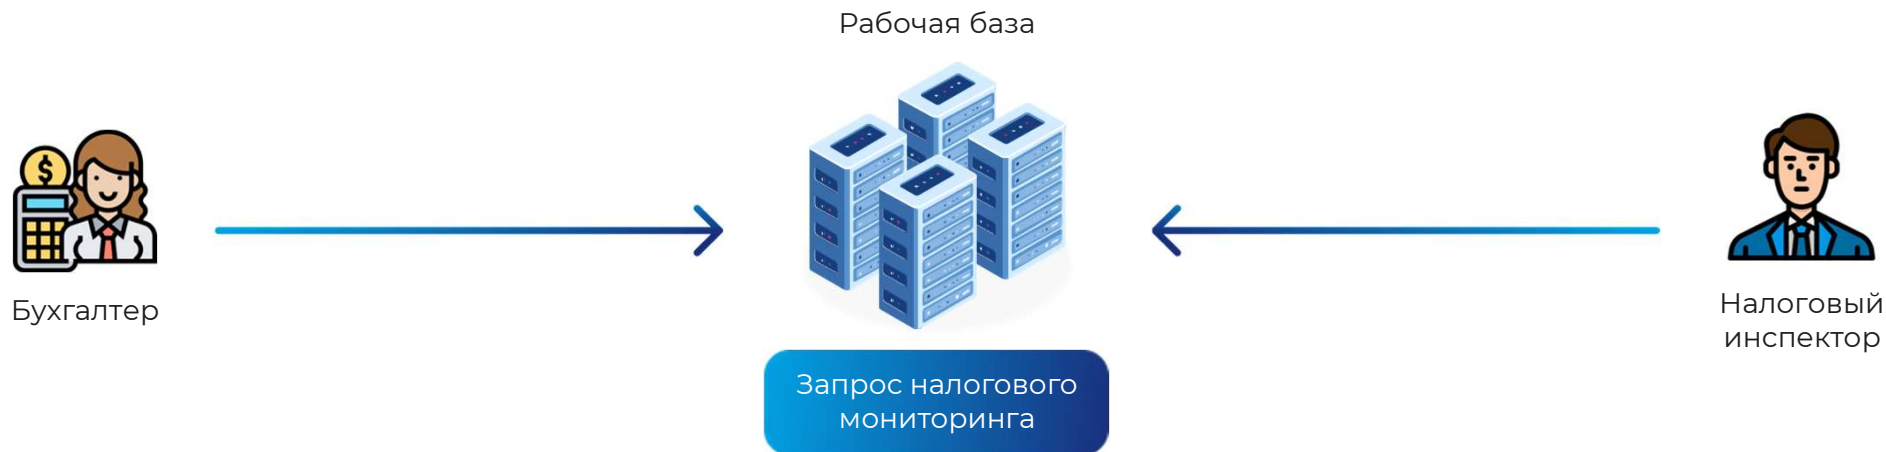 Рабочая база
Бухгалтер
Налоговый
инспектор
Запрос налогового
мониторинга